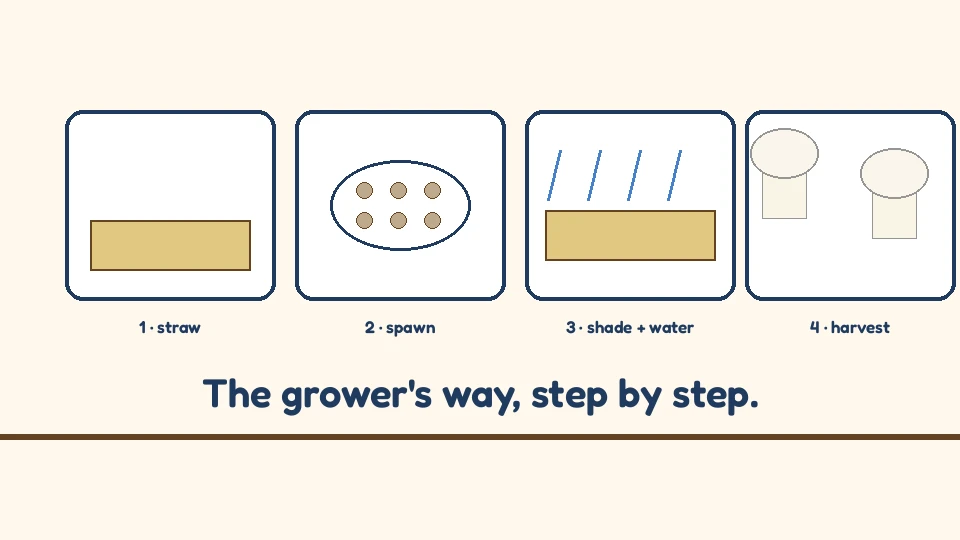 1 · straw
2 · spawn
3 · shade + water
4 · harvest
The grower's way, step by step.